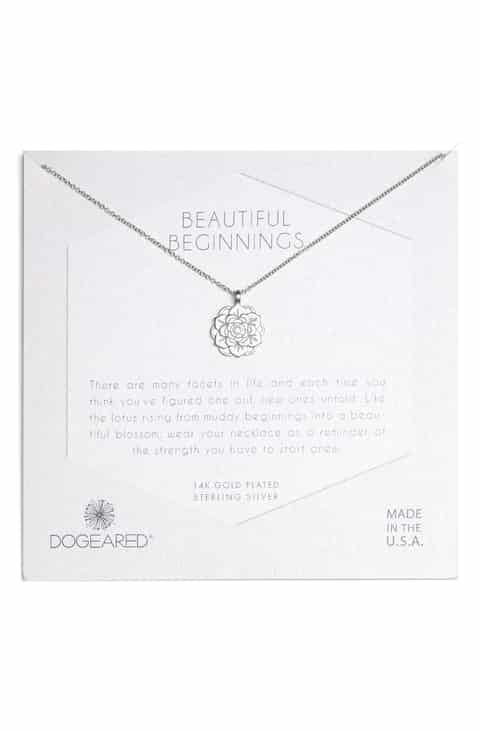 BEAUTIFUL
BEGINNINGS
There are many facets in life and each time you
think you've figured one out, new ones unfold. Like
the lotus rising from muddy beginnings into a beau-
tiful blossom, wear your necklace as a reminder of
the strength you have to start anew.
14K GOLD PLATED
STERLING SILVER
DOGEARED®
MADE
IN THE
U.S.A.